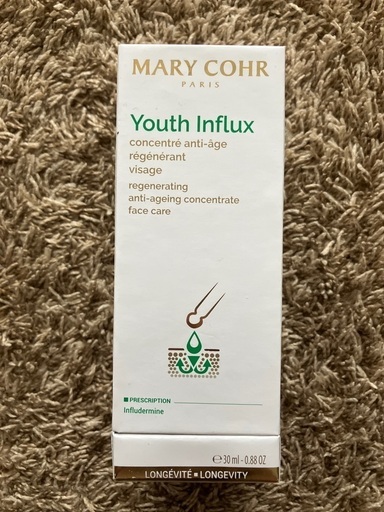 MARY COHR
PARIS
Youth Influx
concentré anti-âge
régénérant
visage
regenerating
anti-ageing concentrate
face care
PRESCRIPTION
Infludermine
℮30 ml - 0.88 OZ
LONGÉVITÉ ■ LONGEVITY